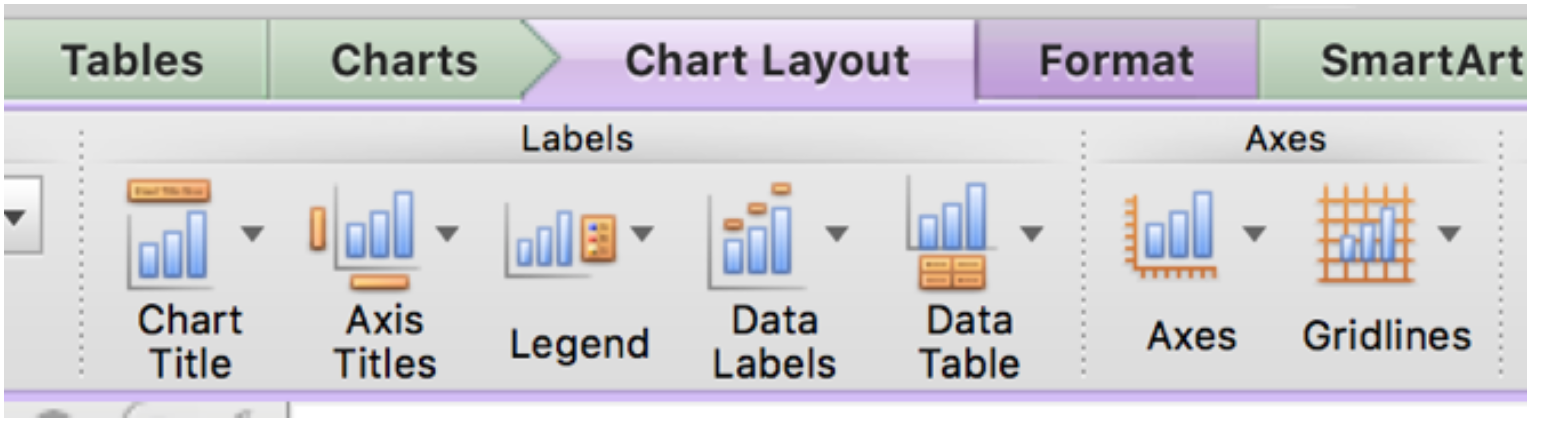 Tables Charts Chart Layout Format SmartArt
Labels Axes
Chart Title
Axis Titles
Legend
Data Labels
Data Table
Axes
Gridlines